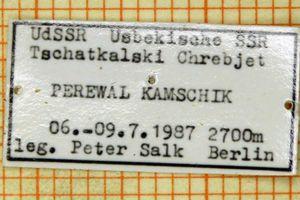 UdSSR Usbekische SSR
Tschatkalski Chrebjet
PEREWAL KAMSCHIK
06.-09.7.1987 2700m
leg. Peter Salk Berlin